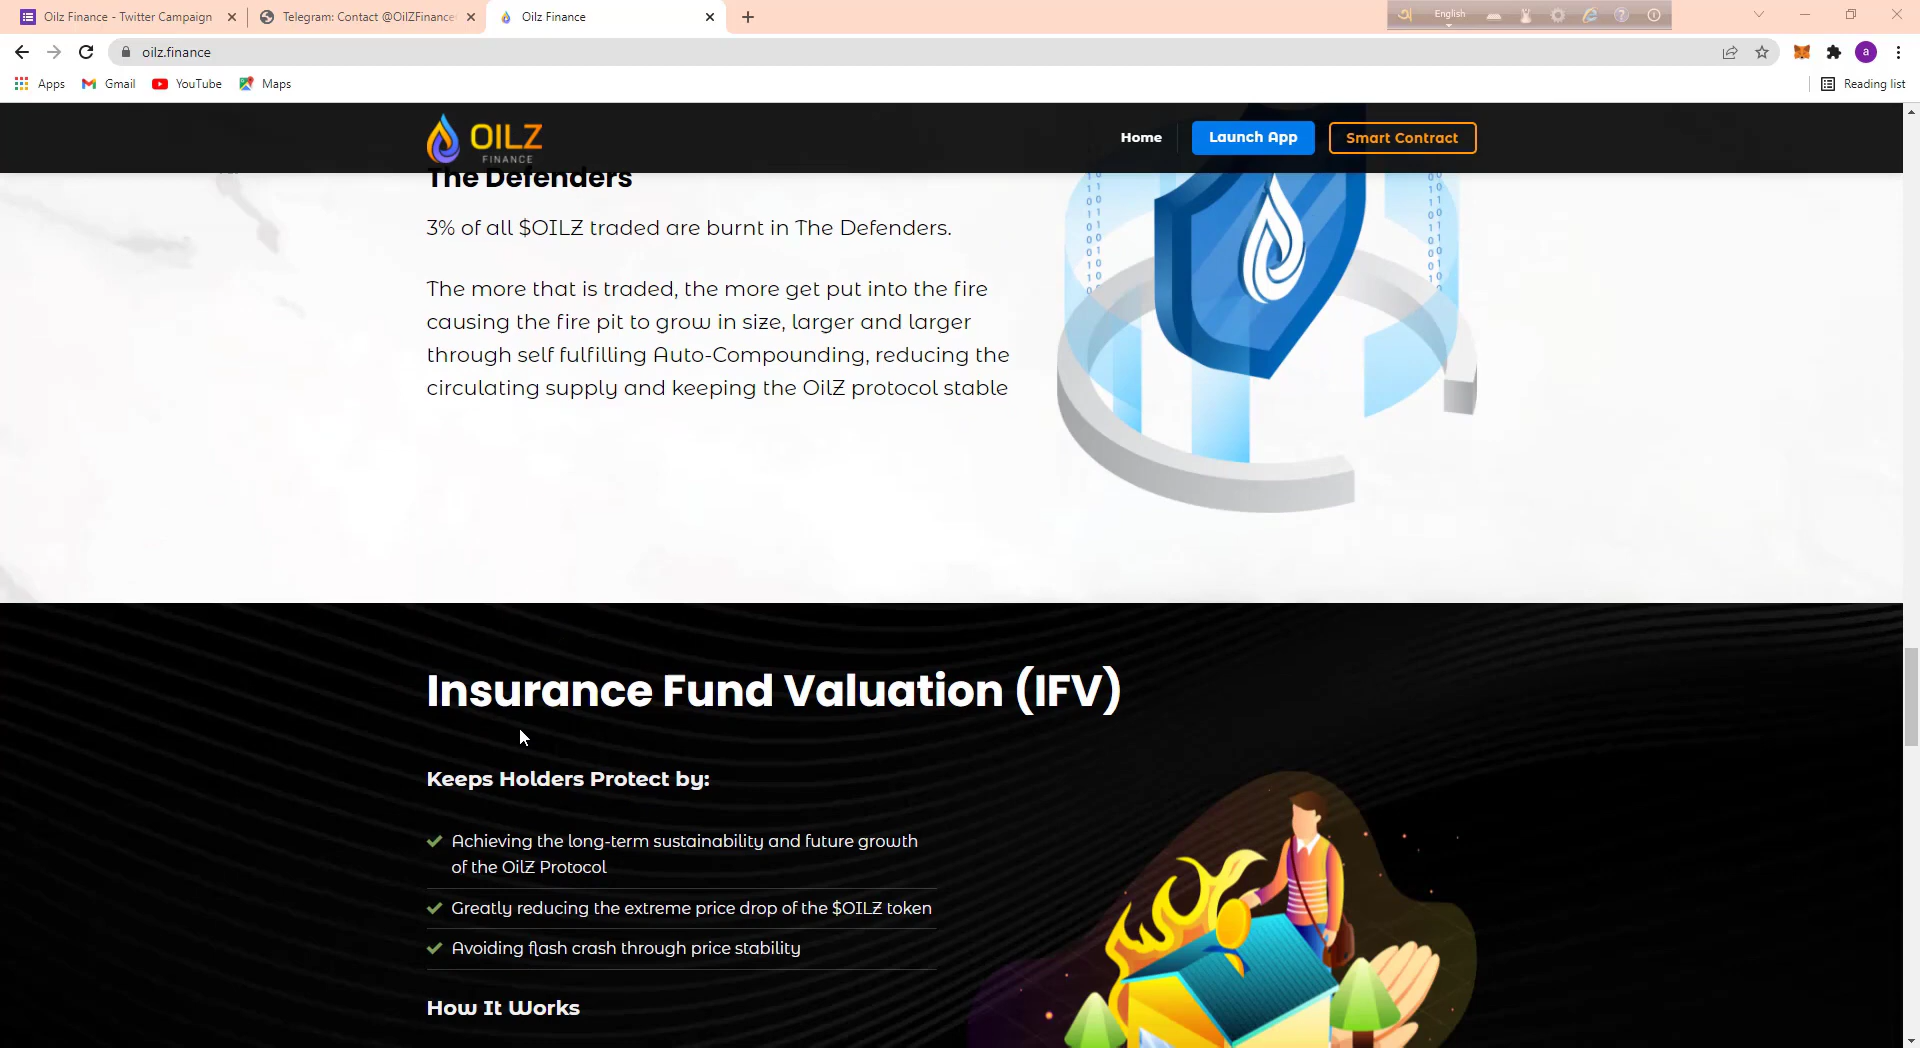 Oilz Finance - Twitter Campaign
Telegram: Contact @OilZFinance
Oilz Finance
English
oilz.finance
a
Apps
Gmail
YouTube
Maps
Reading list
OILZ
FINANCE
Home
Launch App
Smart Contract
The Defenders
3% of all $OILZ traded are burnt in The Defenders.
The more that is traded, the more get put into the fire
causing the fire pit to grow in size, larger and larger
through self fulfilling Auto-Compounding, reducing the
circulating supply and keeping the OilZ protocol stable
Insurance Fund Valuation (IFV)
Keeps Holders Protect by:
Achieving the long-term sustainability and future growth
of the OilZ Protocol
Greatly reducing the extreme price drop of the $OILZ token
Avoiding flash crash through price stability
How It Works